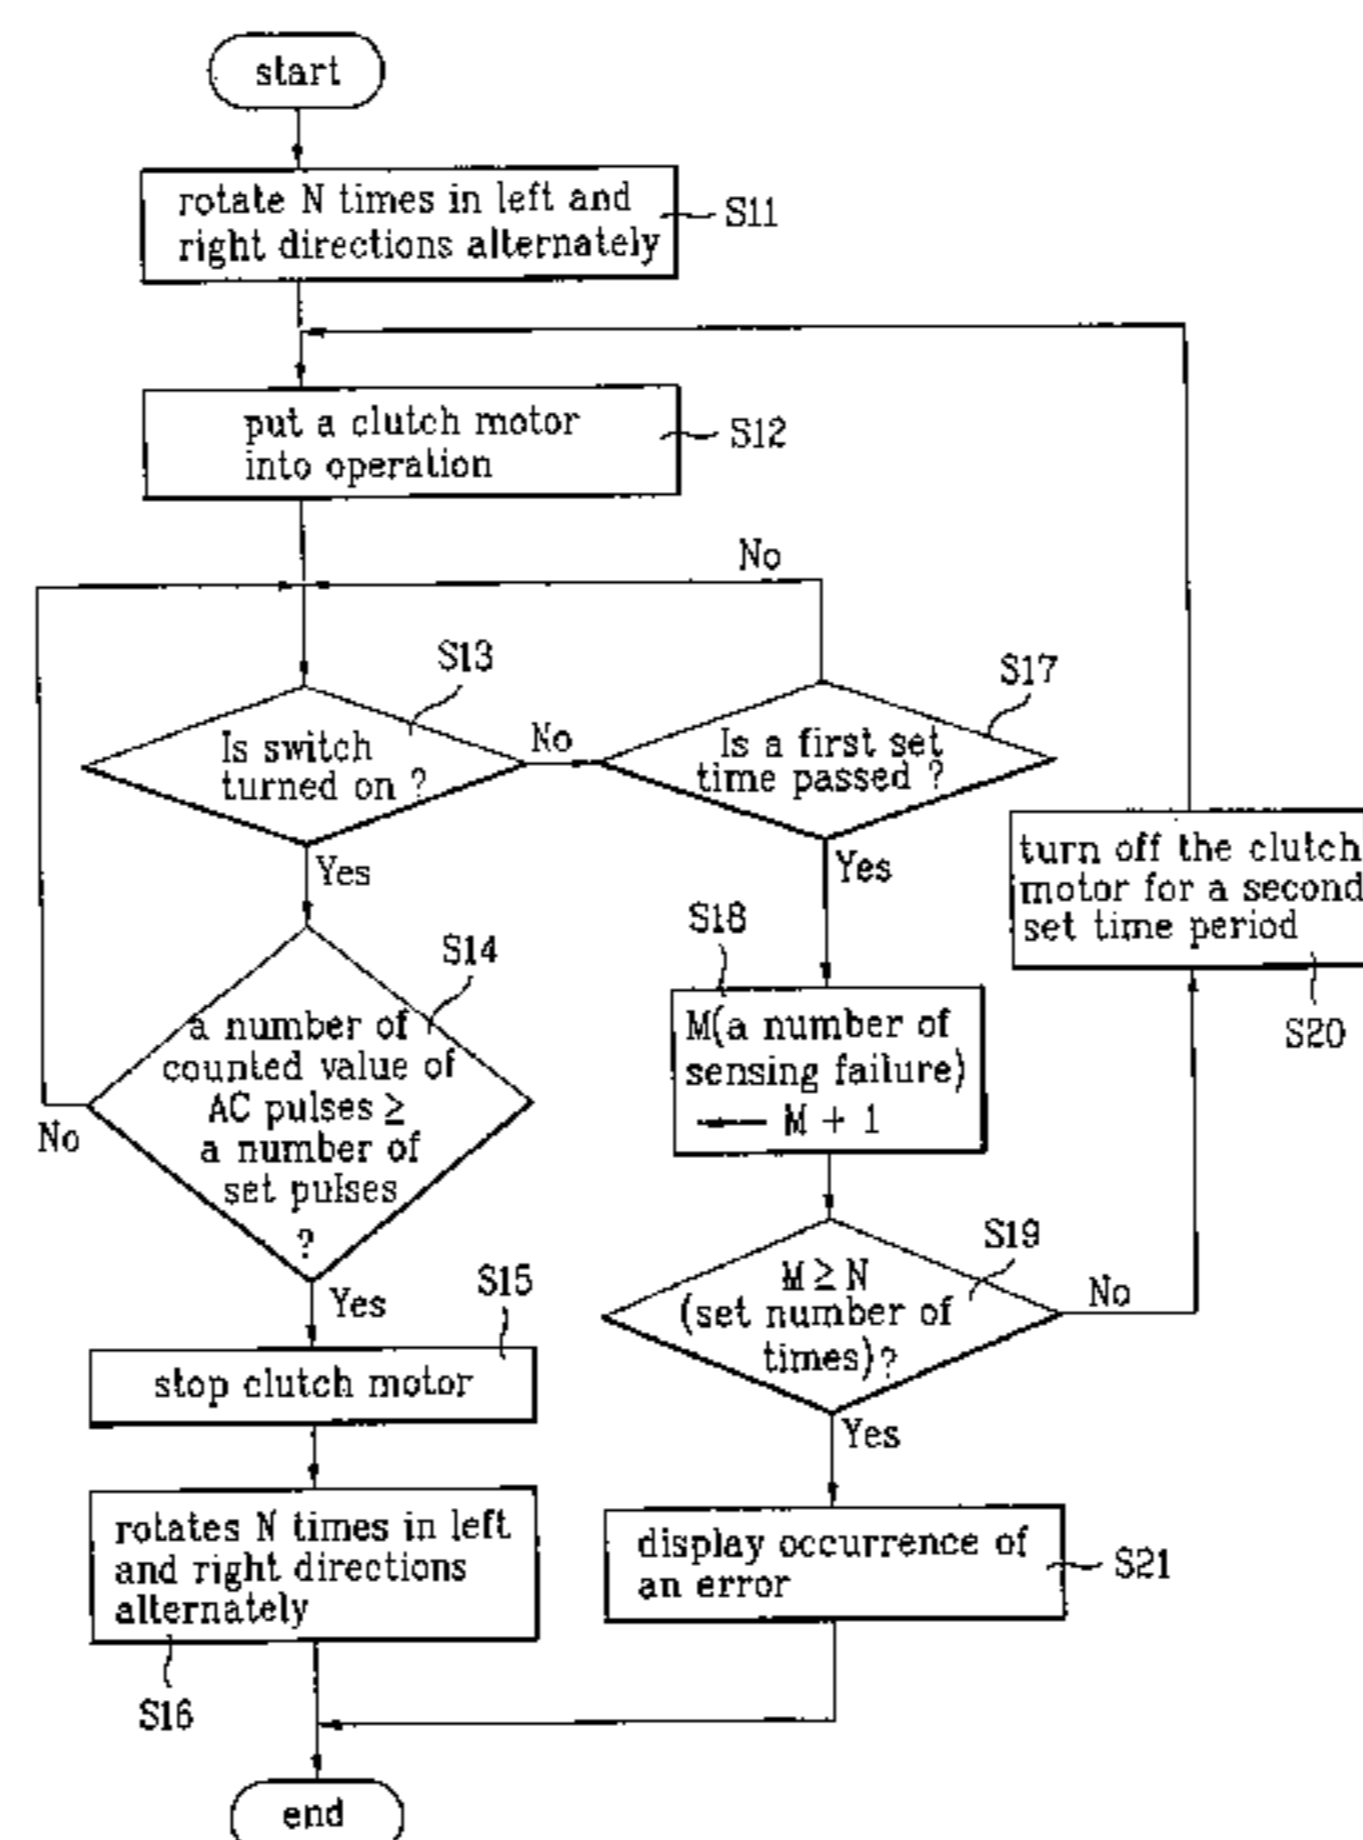 start
rotate N times in left and
right directions alternately
S11
put a clutch motor
into operation
S12
No
S13
Is switch
turned on ?
No
S17
Is a first set
time passed ?
Yes
Yes
turn off the clutch
motor for a second
set time period
S20
S14
a number of
counted value of
AC pulses ≥
a number of
set pulses
?
No
S18
M(a number of
sensing failure)
← M + 1
Yes
S19
M ≥ N
(set number of
times)?
No
S15
stop clutch motor
Yes
rotates N times in left
and right directions
alternately
S16
display occurrence of
an error
S21
end